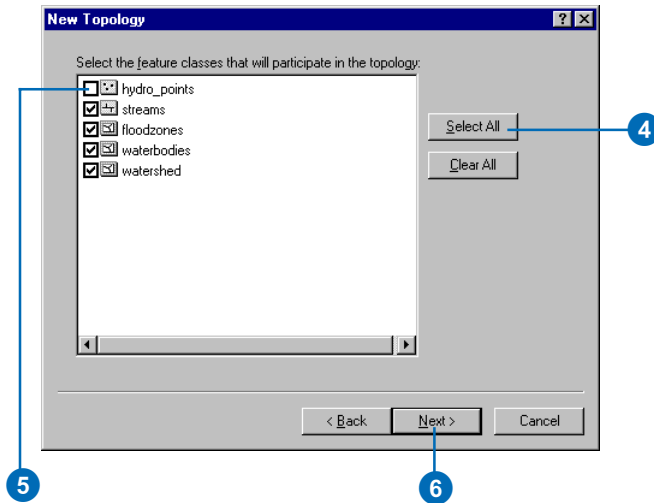 New Topology
Select the feature classes that will participate in the topology:
hydro_points
streams
floodzones
waterbodies
watershed
Select All
Clear All
4
< Back
Next >
Cancel
5
6